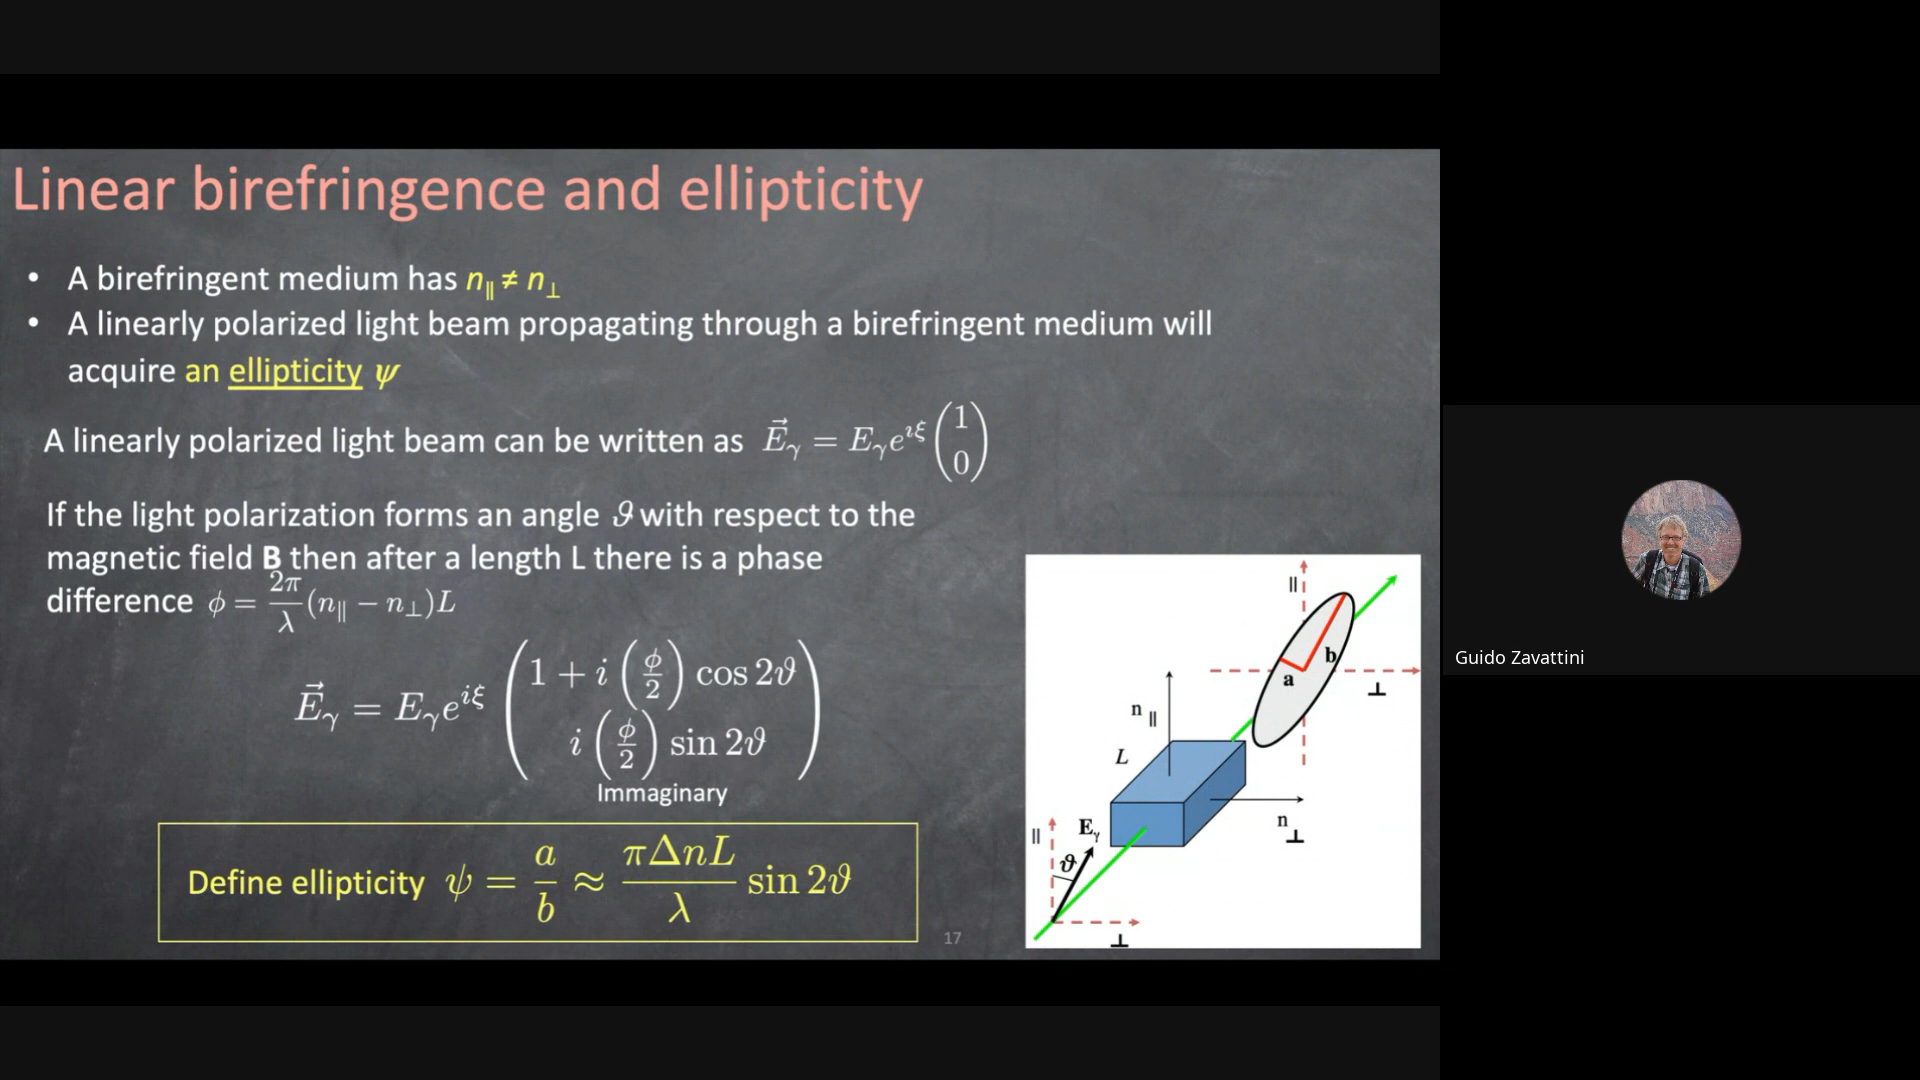 Linear birefringence and ellipticity
• A birefringent medium has n∥ ≠ n⊥
• A linearly polarized light beam propagating through a birefringent medium will
acquire an ellipticity ψ
A linearly polarized light beam can be written as E⃗γ = Eγe^{ıξ} (1 0)
If the light polarization forms an angle ϑ with respect to the
magnetic field B then after a length L there is a phase
difference ϕ = 2π/λ (n∥ − n⊥)L
E⃗γ = Eγe^{iξ} (1 + i(ϕ/2) cos 2ϑ
i(ϕ/2) sin 2ϑ)
Immaginary
Define ellipticity ψ = a/b ≈ πΔnL/λ sin 2ϑ
17
∥
b
a
⊥
n ∥
L
n ⊥
∥
Eγ
ϑ
⊥
Guido Zavattini